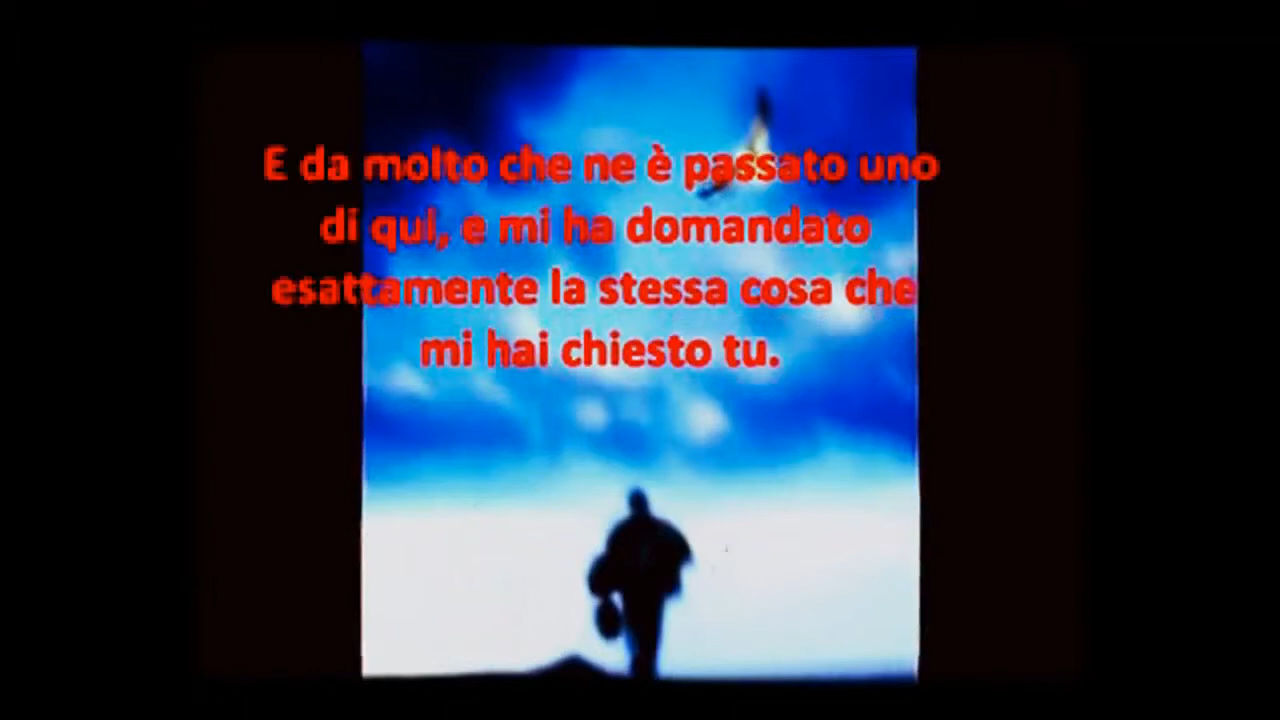 E da molto che ne è passato uno
di qui, e mi ha domandato
esattamente la stessa cosa che
mi hai chiesto tu.